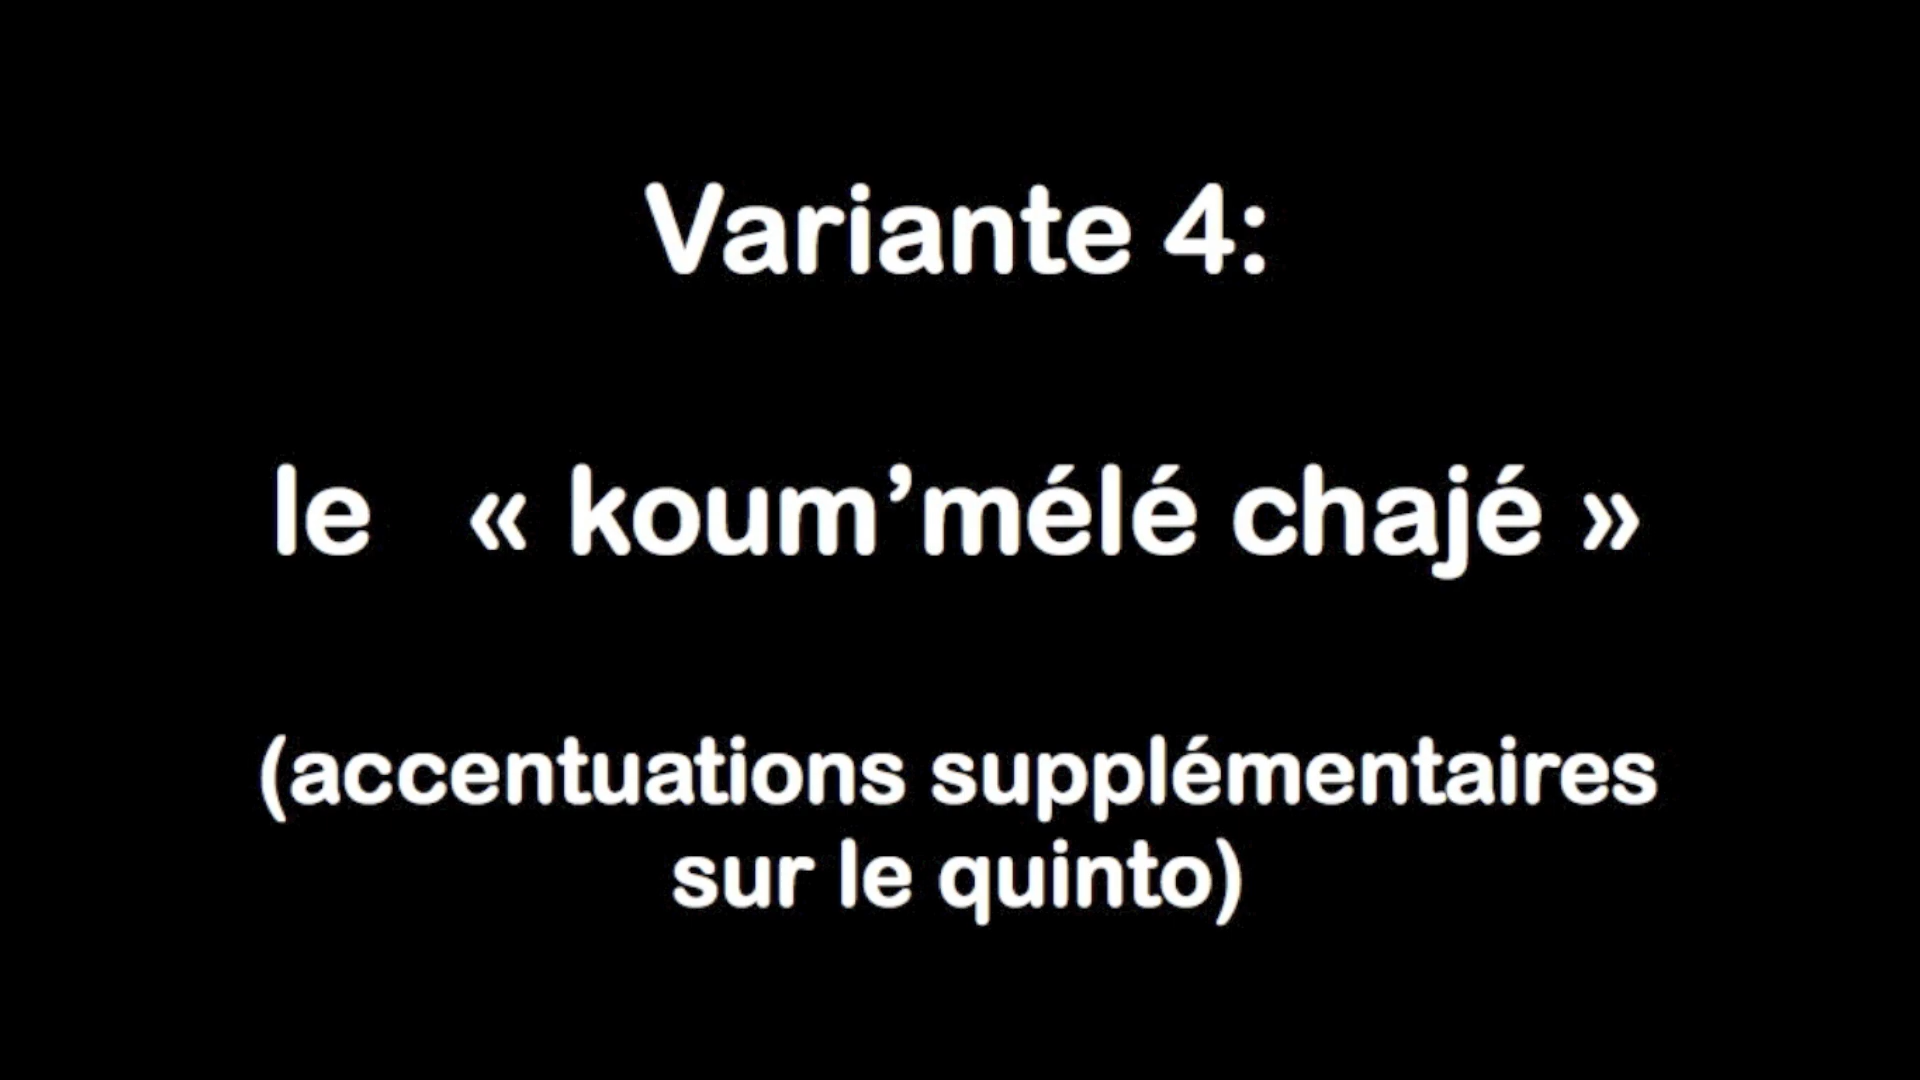 Variante 4:
le « koum’mélé chajé »
(accentuations supplémentaires
sur le quinto)